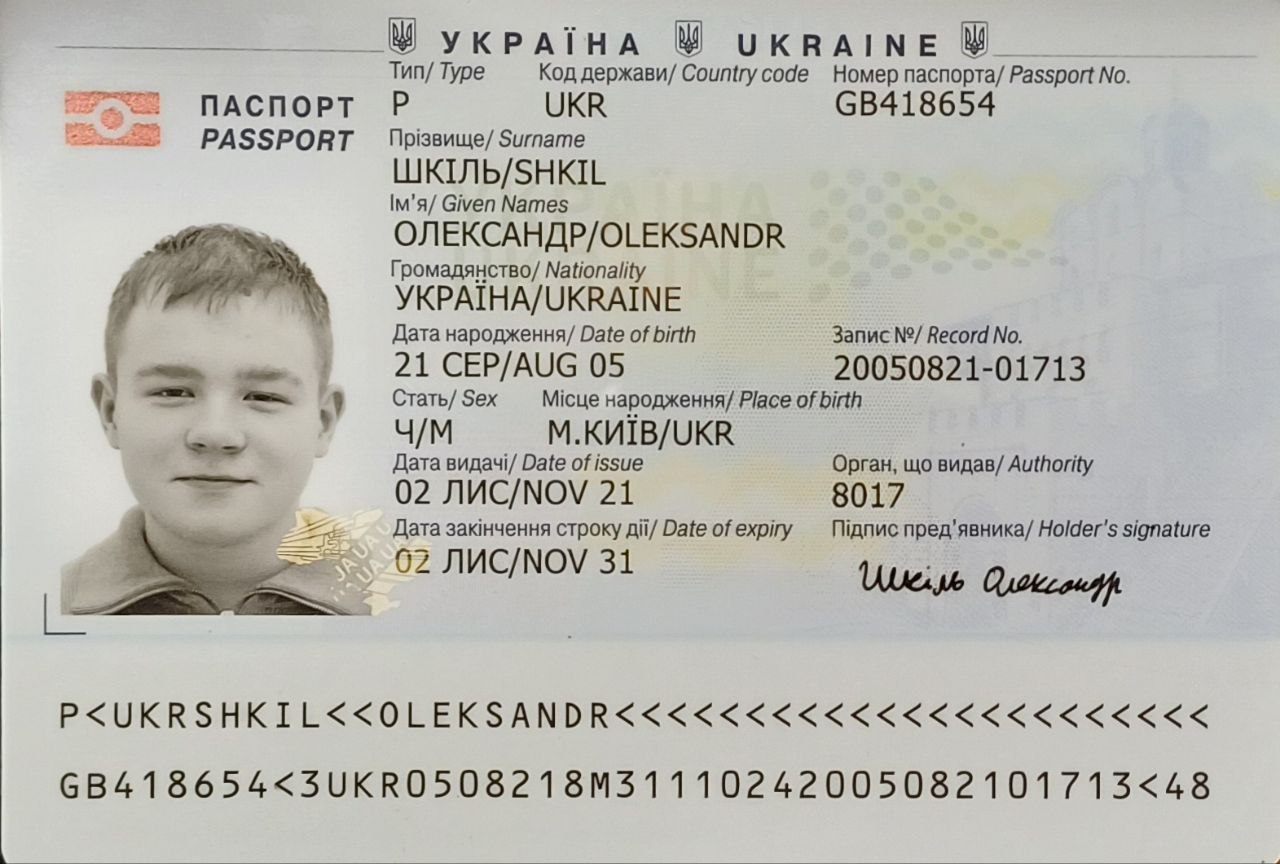 УКРАЇНА UKRAINE
ПАСПОРТ
PASSPORT
Тип/ Type Код держави/ Country code Номер паспорта/ Passport No.
P UKR GB418654
Прізвище/ Surname
ШКІЛЬ/SHKIL
Ім'я/ Given Names
ОЛЕКСАНДР/OLEKSANDR
Громадянство/ Nationality
УКРАЇНА/UKRAINE
Дата народження/ Date of birth Запис №/ Record No.
21 СЕР/AUG 05 20050821-01713
Стать/ Sex Місце народження/ Place of birth
Ч/M М.КИЇВ/UKR
Дата видачі/ Date of issue Орган, що видав/ Authority
02 ЛИС/NOV 21 8017
Дата закінчення строку дії/ Date of expiry Підпис пред'явника/ Holder's signature
02 ЛИС/NOV 31 Шкіль Олександр
P<UKRSHKIL<<OLEKSANDR<<<<<<<<<<<<<<<<<<<<<<<
GB418654<3UKR0508218M31110242005082101713<48